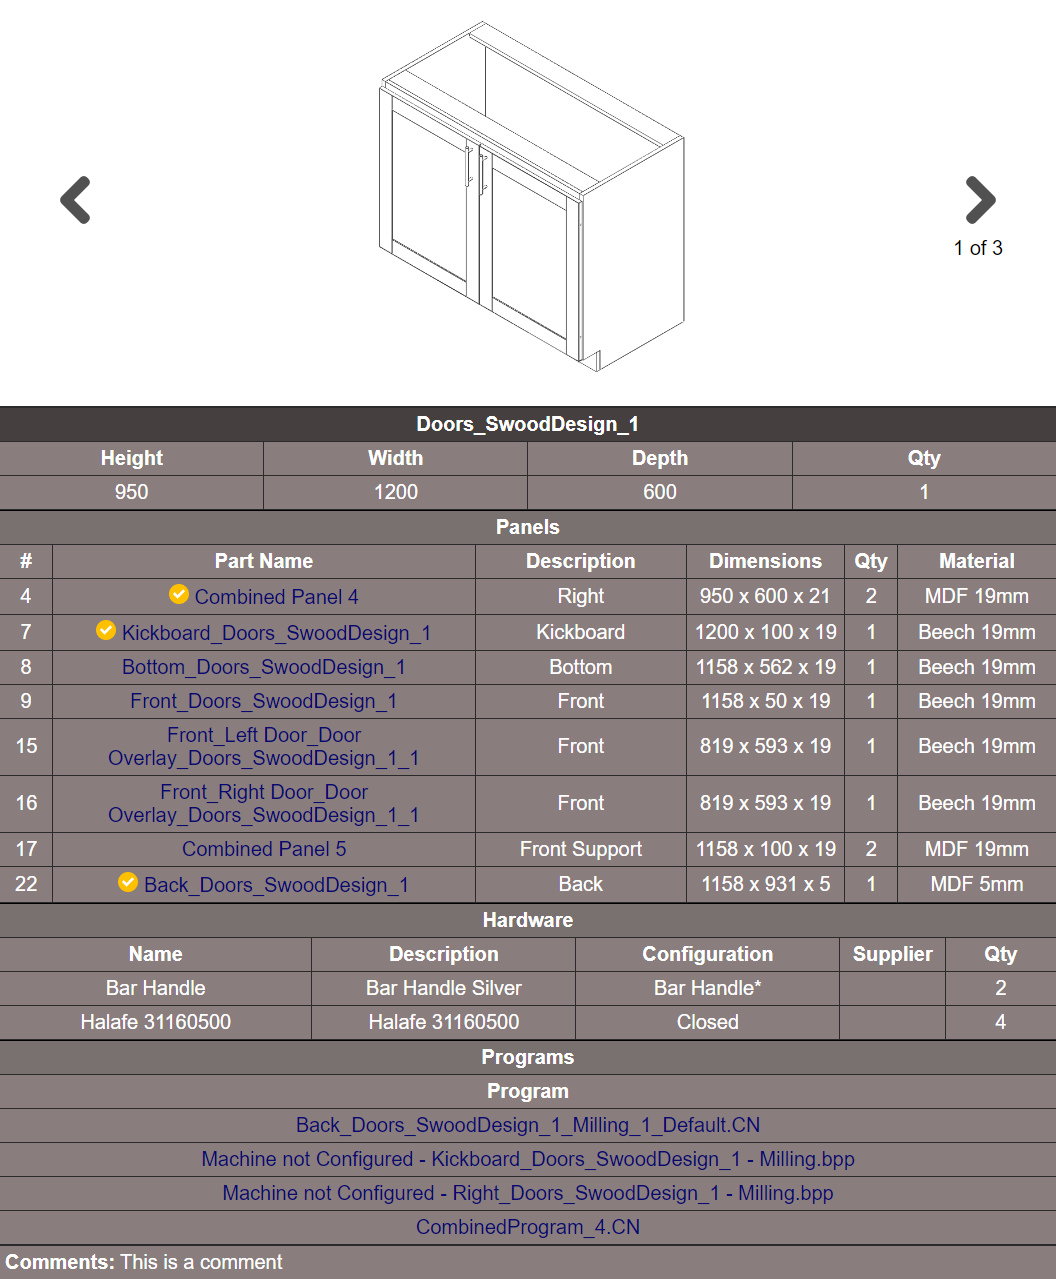 1 of 3
Doors_SwoodDesign_1
Height Width Depth Qty
950 1200 600 1
Panels
# Part Name Description Dimensions Qty Material
4 Combined Panel 4 Right 950 x 600 x 21 2 MDF 19mm
7 Kickboard_Doors_SwoodDesign_1 Kickboard 1200 x 100 x 19 1 Beech 19mm
8 Bottom_Doors_SwoodDesign_1 Bottom 1158 x 562 x 19 1 Beech 19mm
9 Front_Doors_SwoodDesign_1 Front 1158 x 50 x 19 1 Beech 19mm
15 Front_Left Door_Door
Overlay_Doors_SwoodDesign_1_1 Front 819 x 593 x 19 1 Beech 19mm
16 Front_Right Door_Door
Overlay_Doors_SwoodDesign_1_1 Front 819 x 593 x 19 1 Beech 19mm
17 Combined Panel 5 Front Support 1158 x 100 x 19 2 MDF 19mm
22 Back_Doors_SwoodDesign_1 Back 1158 x 931 x 5 1 MDF 5mm
Hardware
Name Description Configuration Supplier Qty
Bar Handle Bar Handle Silver Bar Handle* 2
Halafe 31160500 Halafe 31160500 Closed 4
Programs
Program
Back_Doors_SwoodDesign_1_Milling_1_Default.CN
Machine not Configured - Kickboard_Doors_SwoodDesign_1 - Milling.bpp
Machine not Configured - Right_Doors_SwoodDesign_1 - Milling.bpp
CombinedProgram_4.CN
Comments: This is a comment